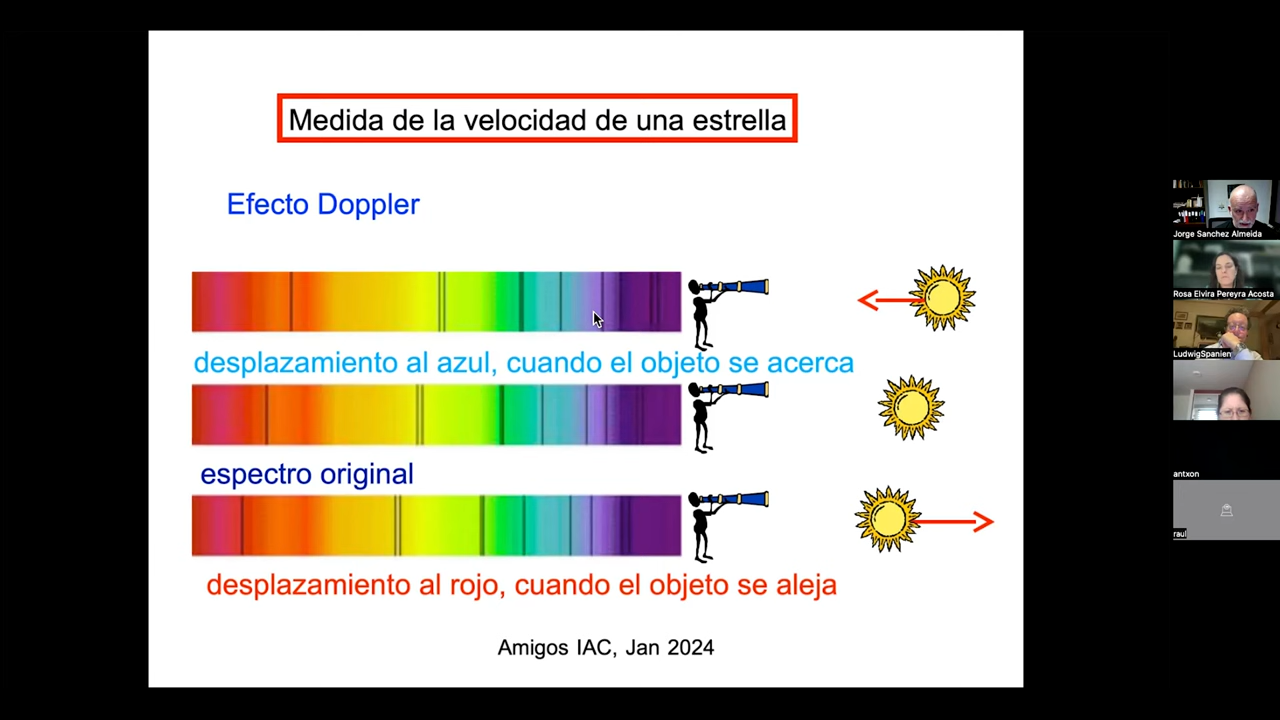 Medida de la velocidad de una estrella
Efecto Doppler
desplazamiento al azul, cuando el objeto se acerca
espectro original
desplazamiento al rojo, cuando el objeto se aleja
Amigos IAC, Jan 2024
Jorge Sanchez Almeida
Rosa Elvira Pereyra Acosta
LudwigSpanien
antxon
raul